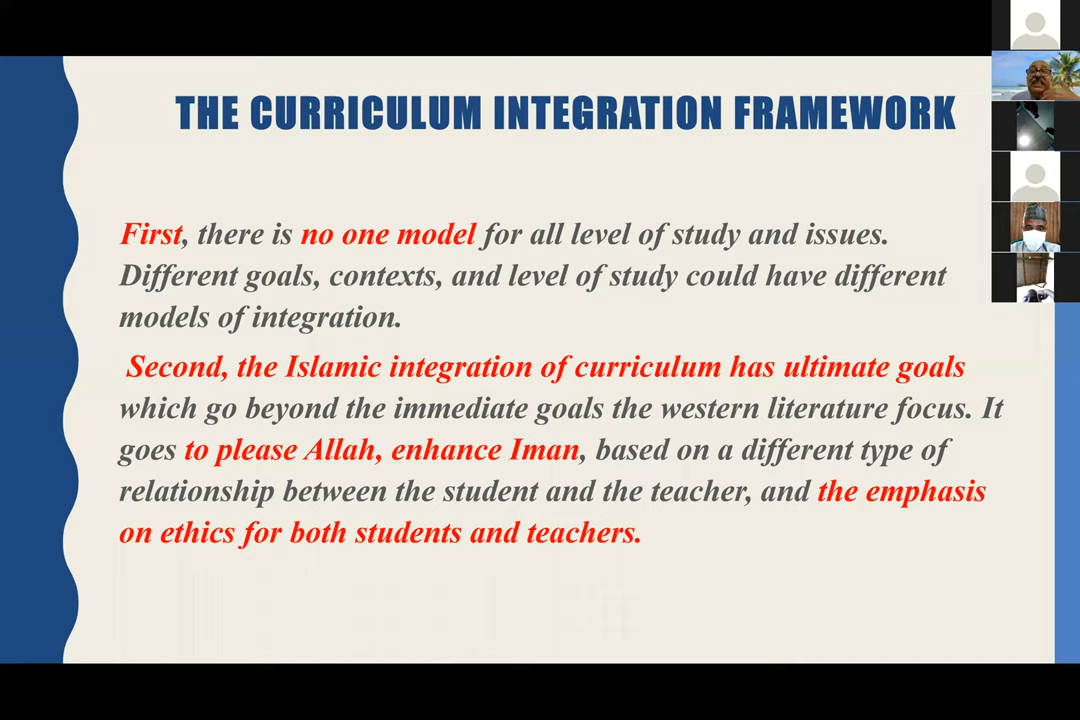 THE CURRICULUM INTEGRATION FRAMEWORK
First, there is no one model for all level of study and issues.
Different goals, contexts, and level of study could have different
models of integration.
Second, the Islamic integration of curriculum has ultimate goals
which go beyond the immediate goals the western literature focus. It
goes to please Allah, enhance Iman, based on a different type of
relationship between the student and the teacher, and the emphasis
on ethics for both students and teachers.